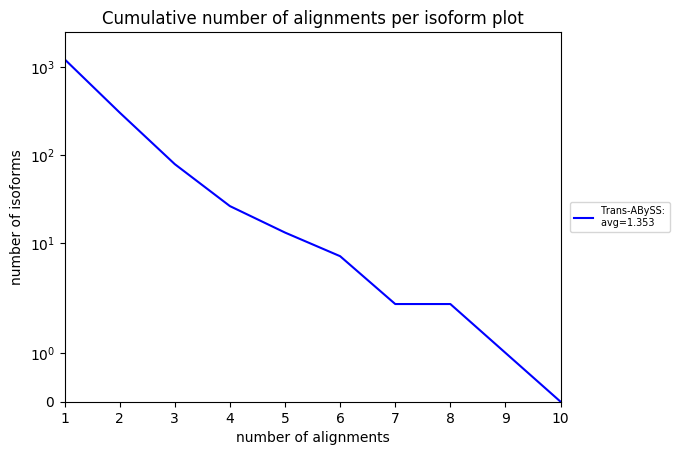 Cumulative number of alignments per isoform plot
10³
10²
10¹
10⁰
0
number of isoforms
1 2 3 4 5 6 7 8 9 10
number of alignments
Trans-ABySS:
avg=1.353